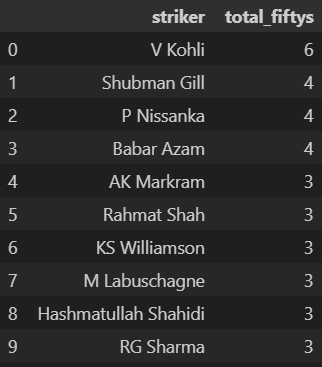 striker total_fiftys
0 V Kohli 6
1 Shubman Gill 4
2 P Nissanka 4
3 Babar Azam 4
4 AK Markram 3
5 Rahmat Shah 3
6 KS Williamson 3
7 M Labuschagne 3
8 Hashmatullah Shahidi 3
9 RG Sharma 3